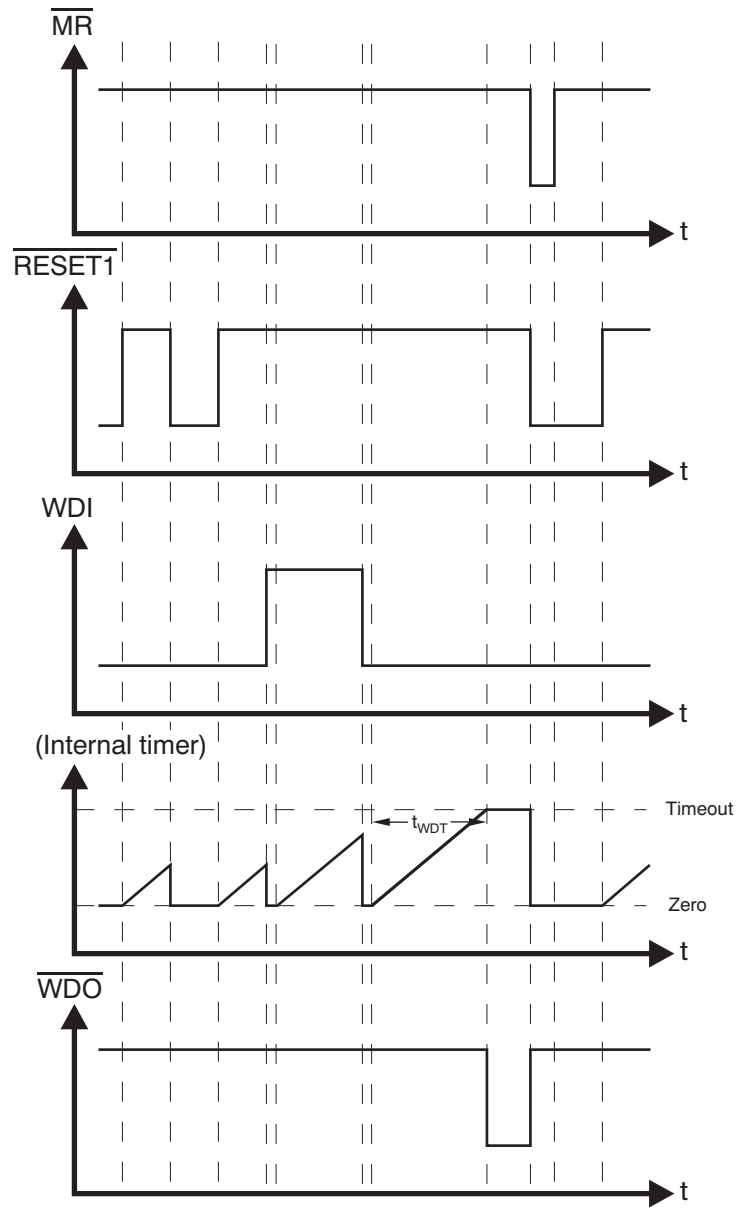 MR
t
RESET1
t
WDI
t
(Internal timer)
Timeout
tWDT
Zero
t
WDO
t